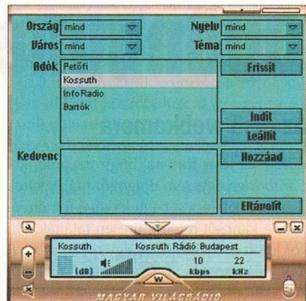 Ország mind Nyelv mind
Város mind Téma mind
Adók Petőfi Frissít
Kossuth
InfoRadio
Bartók
Indít
Leállít
Kedvenc Hozzáad
Eltávolít
Kossuth Kossuth Rádió Budapest
(dB) 10 kbps 22 kHz
W
MAGYAR VILÁGRÁDIÓ